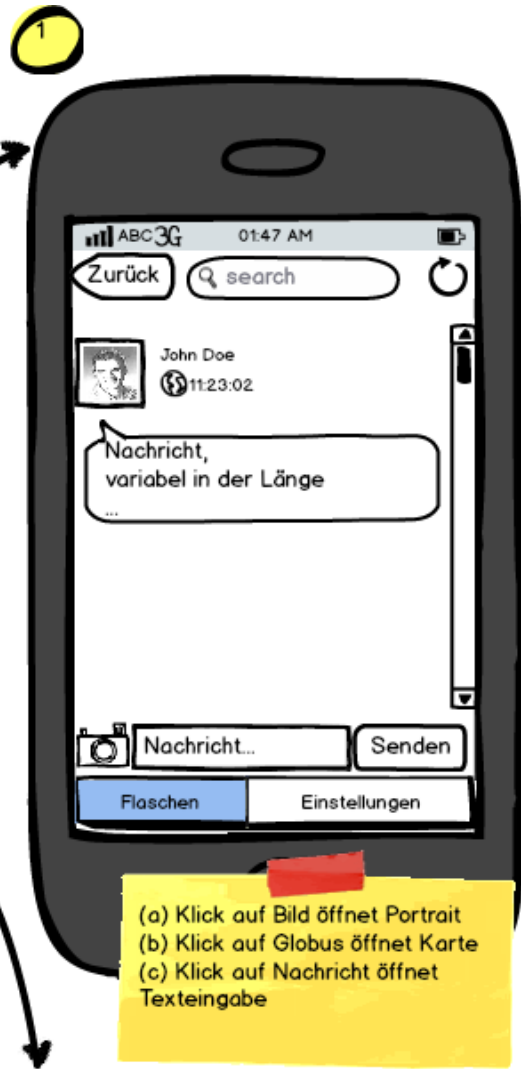 1
ABC 3G 01:47 AM
Zurück search
John Doe
11:23:02
Nachricht,
variabel in der Länge
...
Nachricht... Senden
Flaschen Einstellungen
(a) Klick auf Bild öffnet Portrait
(b) Klick auf Globus öffnet Karte
(c) Klick auf Nachricht öffnet
Texteingabe